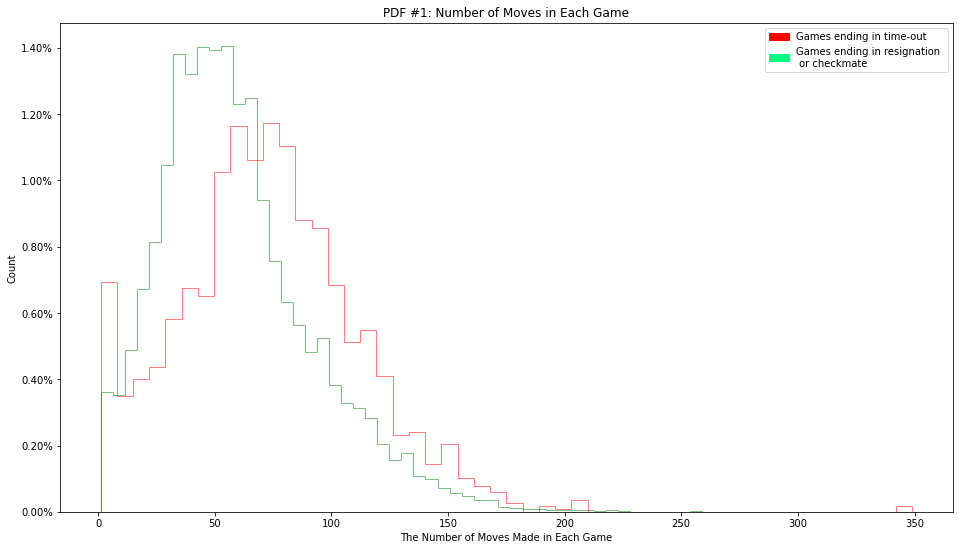 PDF #1: Number of Moves in Each Game
Games ending in time-out
Games ending in resignation
or checkmate
Count
1.40%
1.20%
1.00%
0.80%
0.60%
0.40%
0.20%
0.00%
0
50
100
150
200
250
300
350
The Number of Moves Made in Each Game